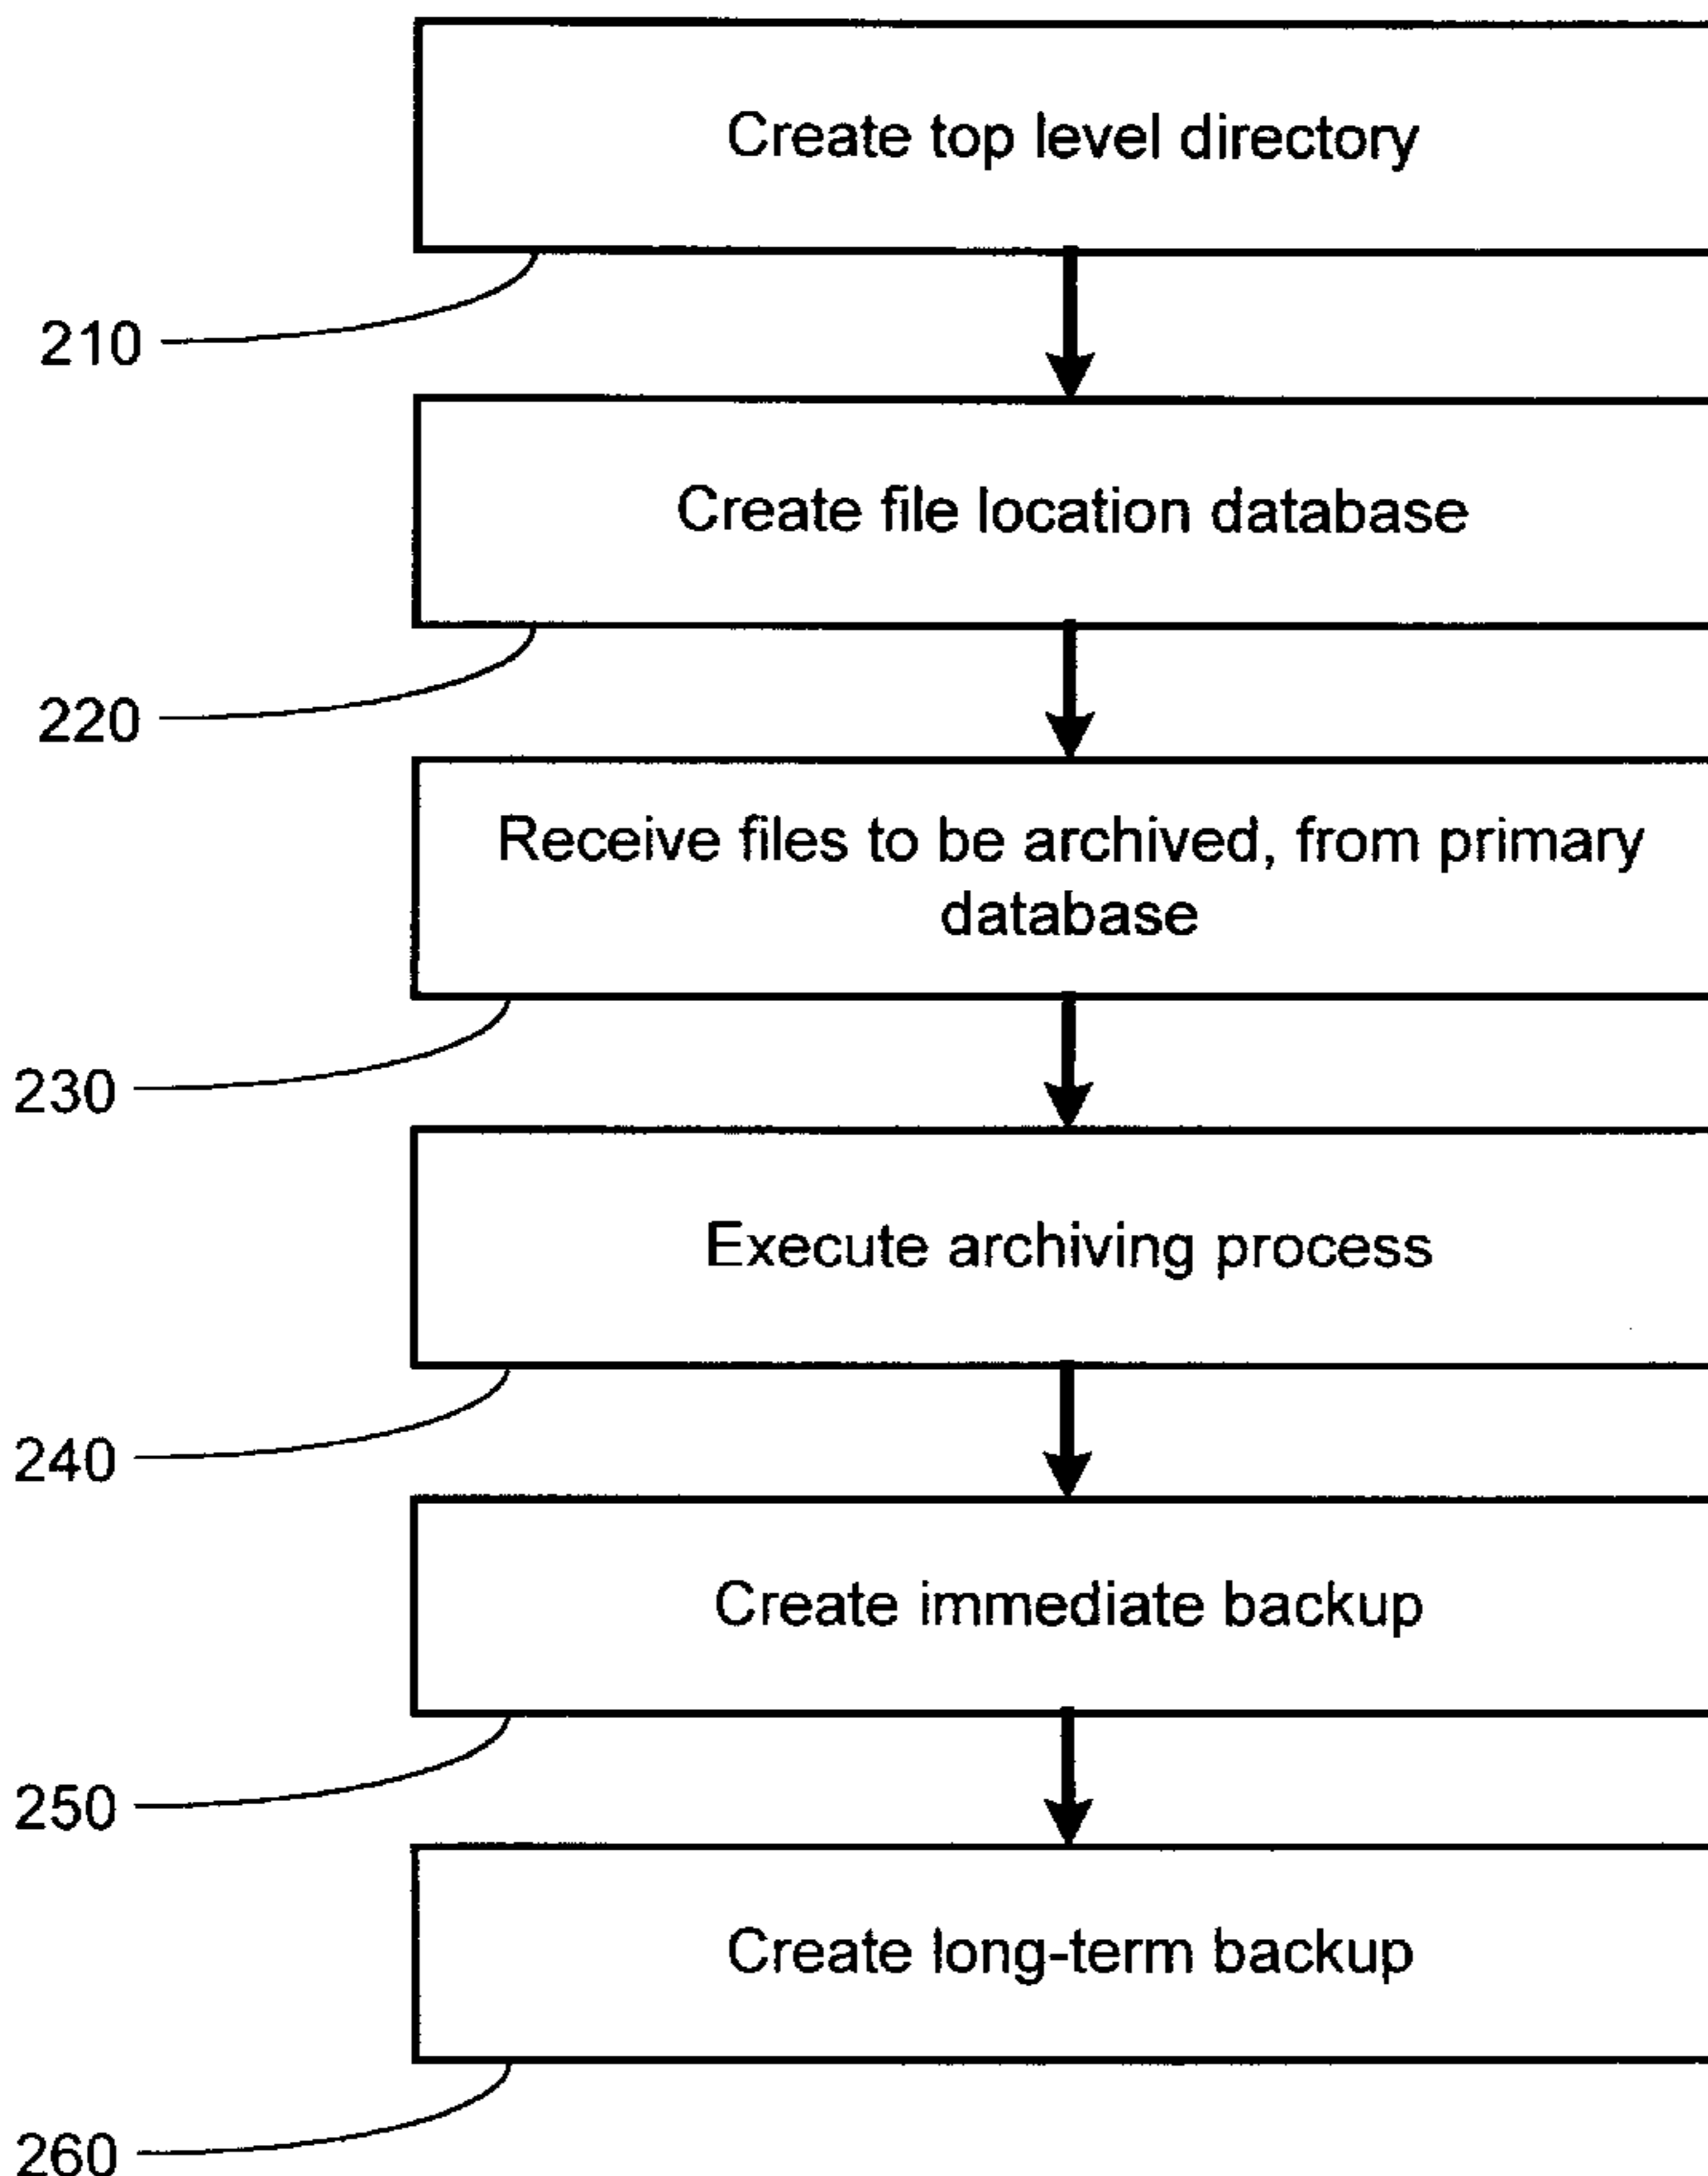 Create top level directory
210
Create file location database
220
Receive files to be archived, from primary
database
230
Execute archiving process
240
Create immediate backup
250
Create long-term backup
260